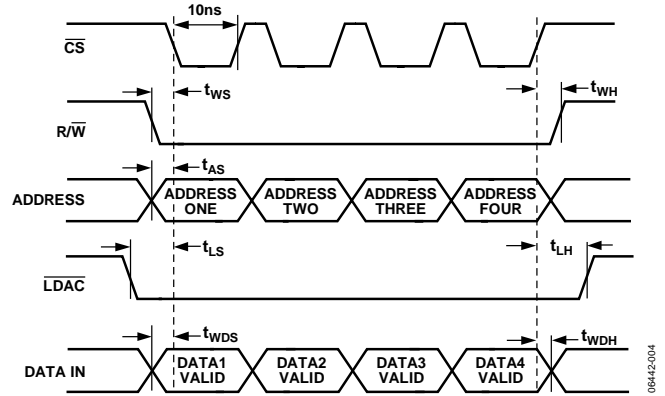 10ns
CS
tWS
tWH
R/W
tAS
ADDRESS
ADDRESS ONE
ADDRESS TWO
ADDRESS THREE
ADDRESS FOUR
tLS
tLH
LDAC
tWDS
tWDH
DATA IN
DATA1 VALID
DATA2 VALID
DATA3 VALID
DATA4 VALID
06442-004